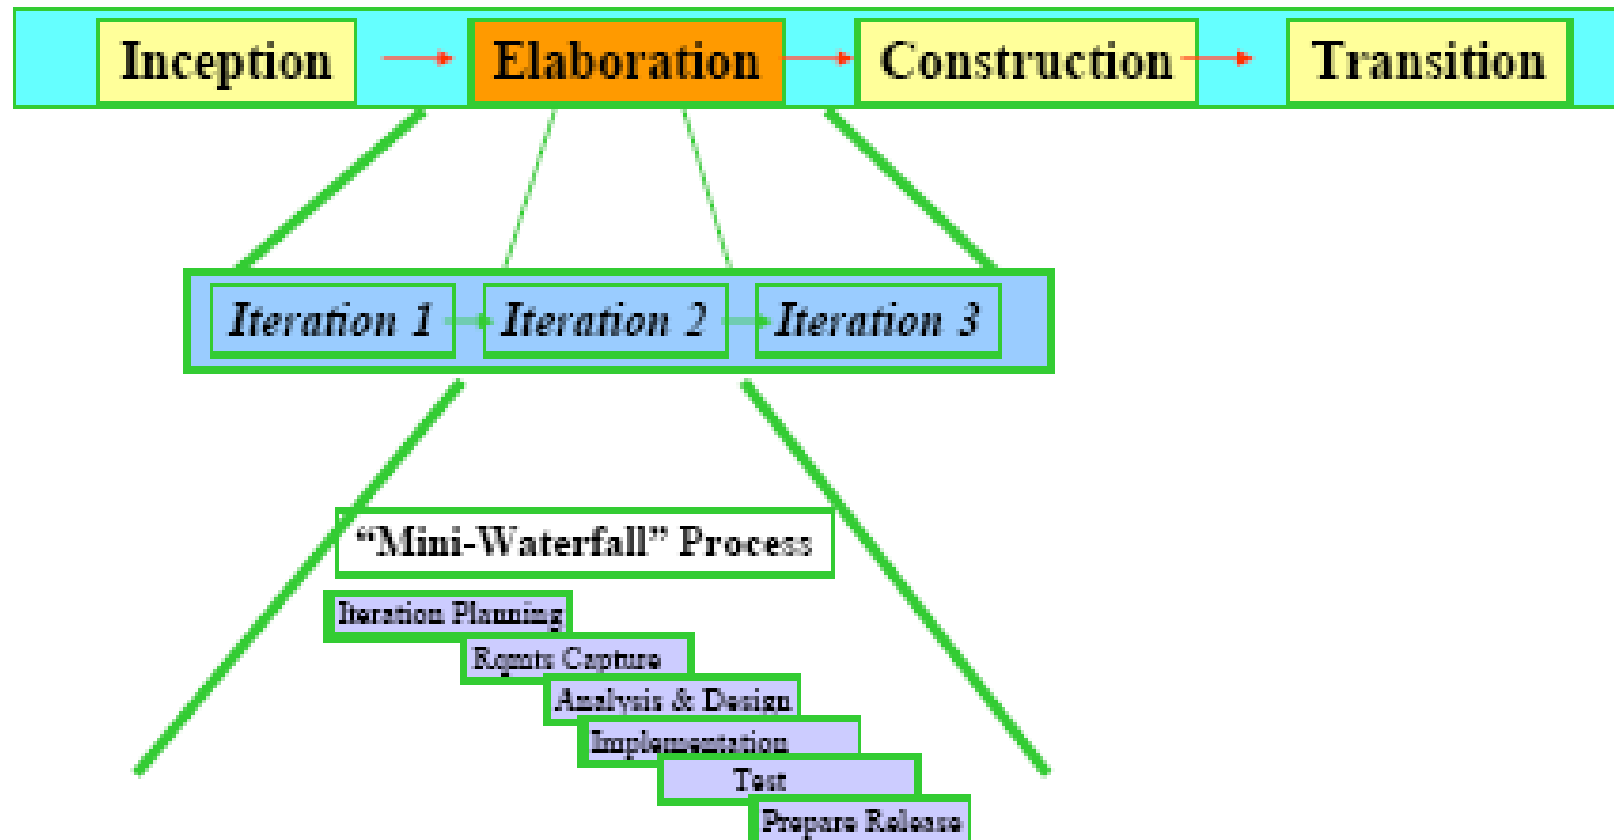 Inception
Elaboration
Construction
Transition
Iteration 1
Iteration 2
Iteration 3
“Mini-Waterfall” Process
Iteration Planning
Rqmts Capture
Analysis & Design
Implementation
Test
Prepare Release